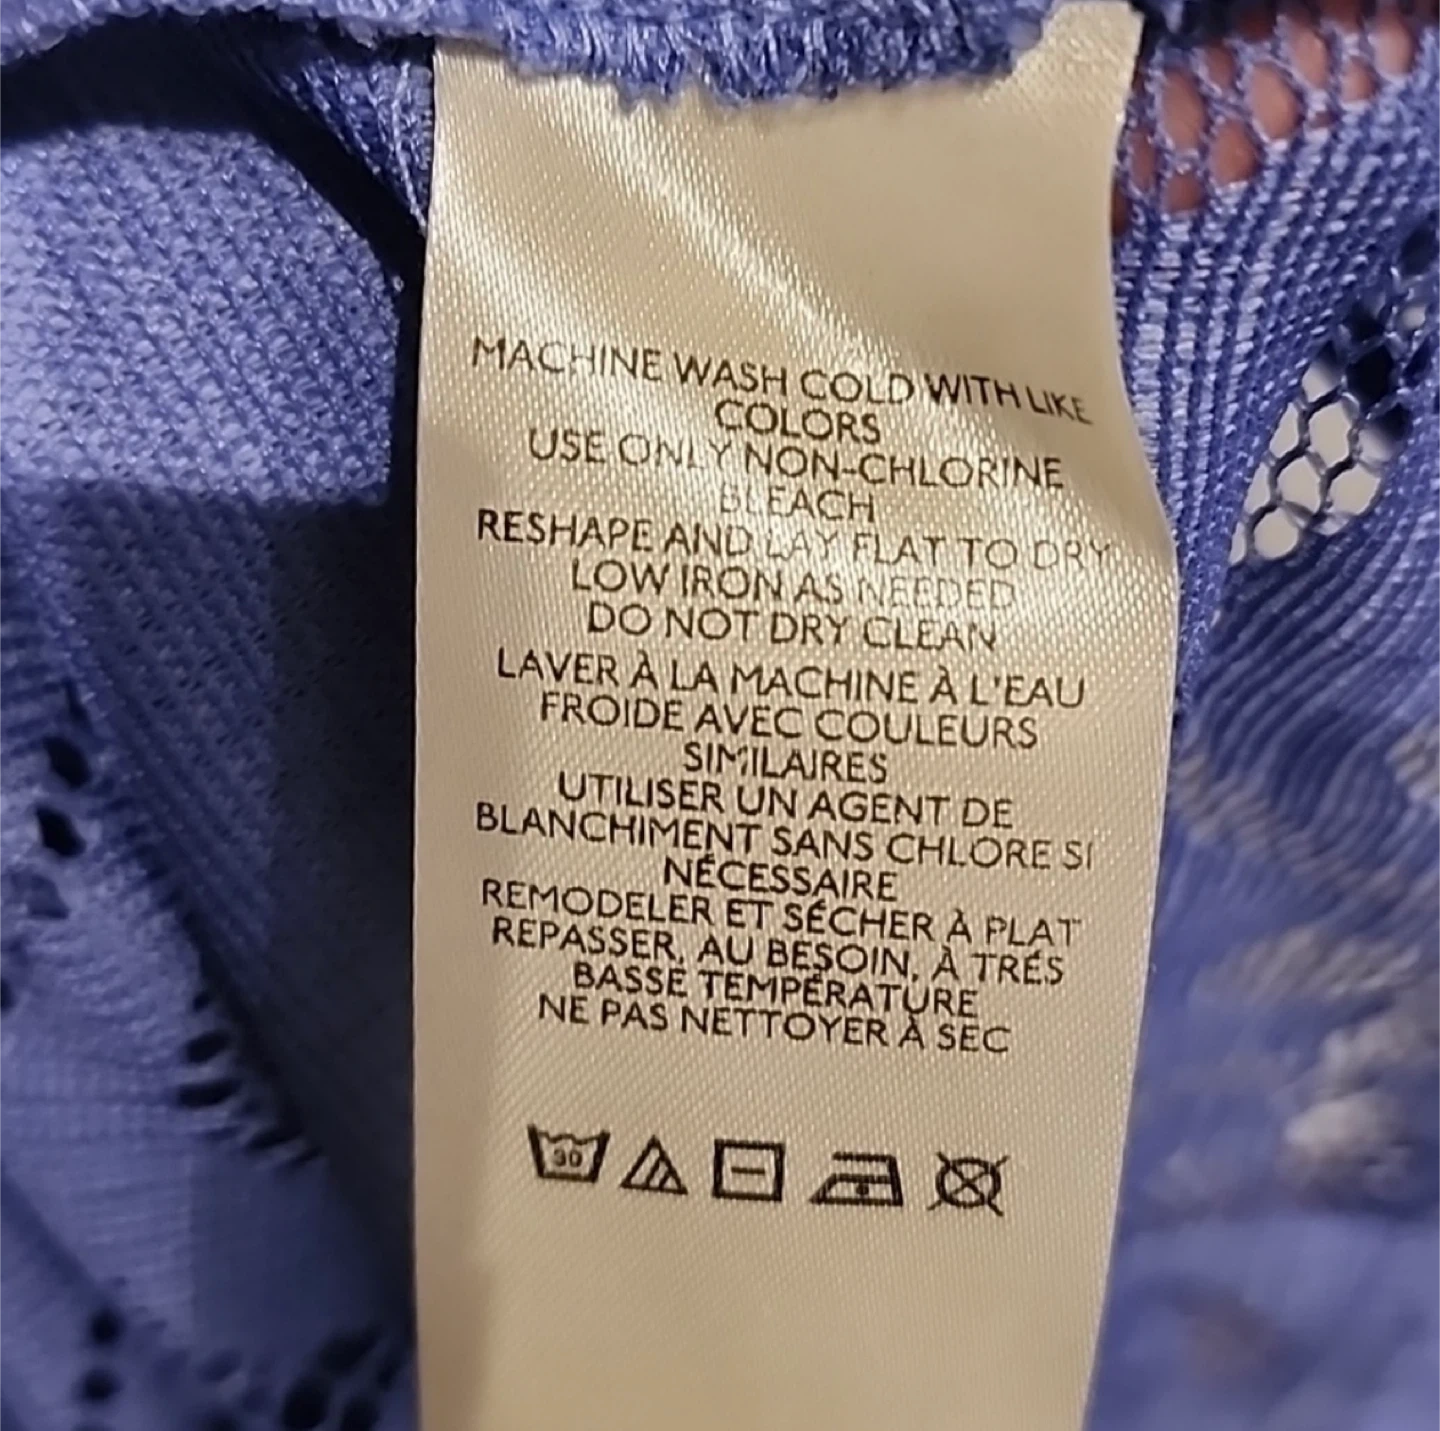 MACHINE WASH COLD WITH LIKE
COLORS
USE ONLY NON-CHLORINE
BLEACH
RESHAPE AND LAY FLAT TO DRY
LOW IRON AS NEEDED
DO NOT DRY CLEAN
LAVER À LA MACHINE À L'EAU
FROIDE AVEC COULEURS
SIMILAIRES
UTILISER UN AGENT DE
BLANCHIMENT SANS CHLORE SI
NÉCESSAIRE
REMODELER ET SÉCHER À PLAT
REPASSER, AU BESOIN, À TRÉS
BASSE TEMPÉRATURE
NE PAS NETTOYER À SEC
30